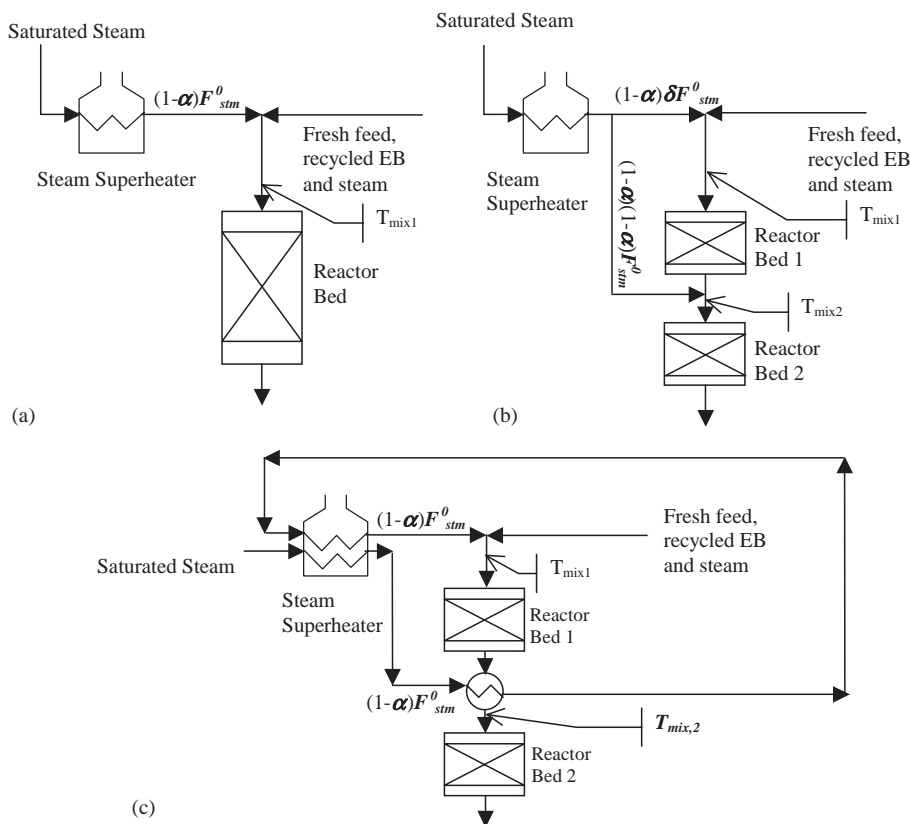 Saturated Steam
(1-α)F⁰stm
Fresh feed,
recycled EB
and steam
Steam Superheater
Tmix1
Reactor
Bed
(a)
Saturated Steam
(1-α)δF⁰stm
Fresh feed,
recycled EB
and steam
Steam
Superheater
(1-α)(1-α)F⁰stm
Tmix1
Reactor
Bed 1
Tmix2
Reactor
Bed 2
(b)
(1-α)F⁰stm
Fresh feed,
recycled EB
and steam
Saturated Steam
Steam
Superheater
Tmix1
Reactor
Bed 1
(1-α)F⁰stm
Tmix,2
Reactor
Bed 2
(c)